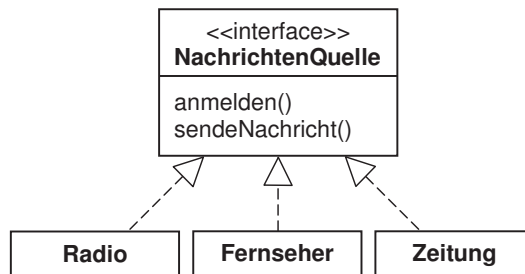 <<interface>>
NachrichtenQuelle
anmelden()
sendeNachricht()
Radio
Fernseher
Zeitung